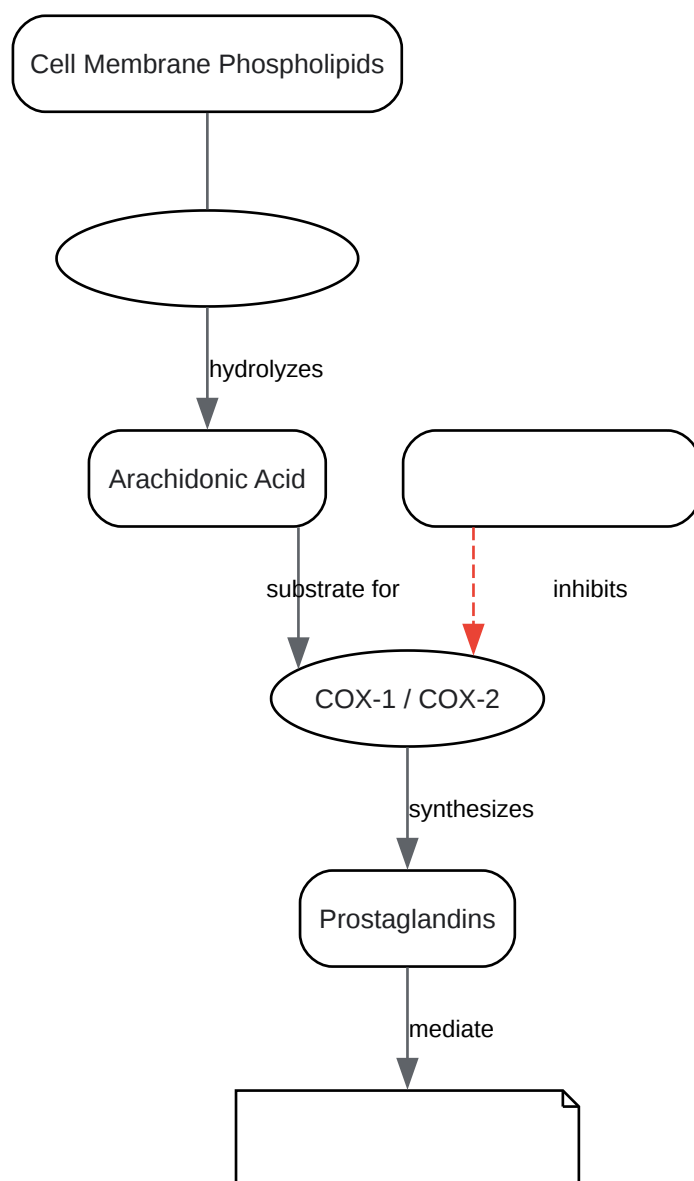 Cell Membrane Phospholipids
hydrolyzes
Arachidonic Acid
substrate for
inhibits
COX-1 / COX-2
synthesizes
Prostaglandins
mediate